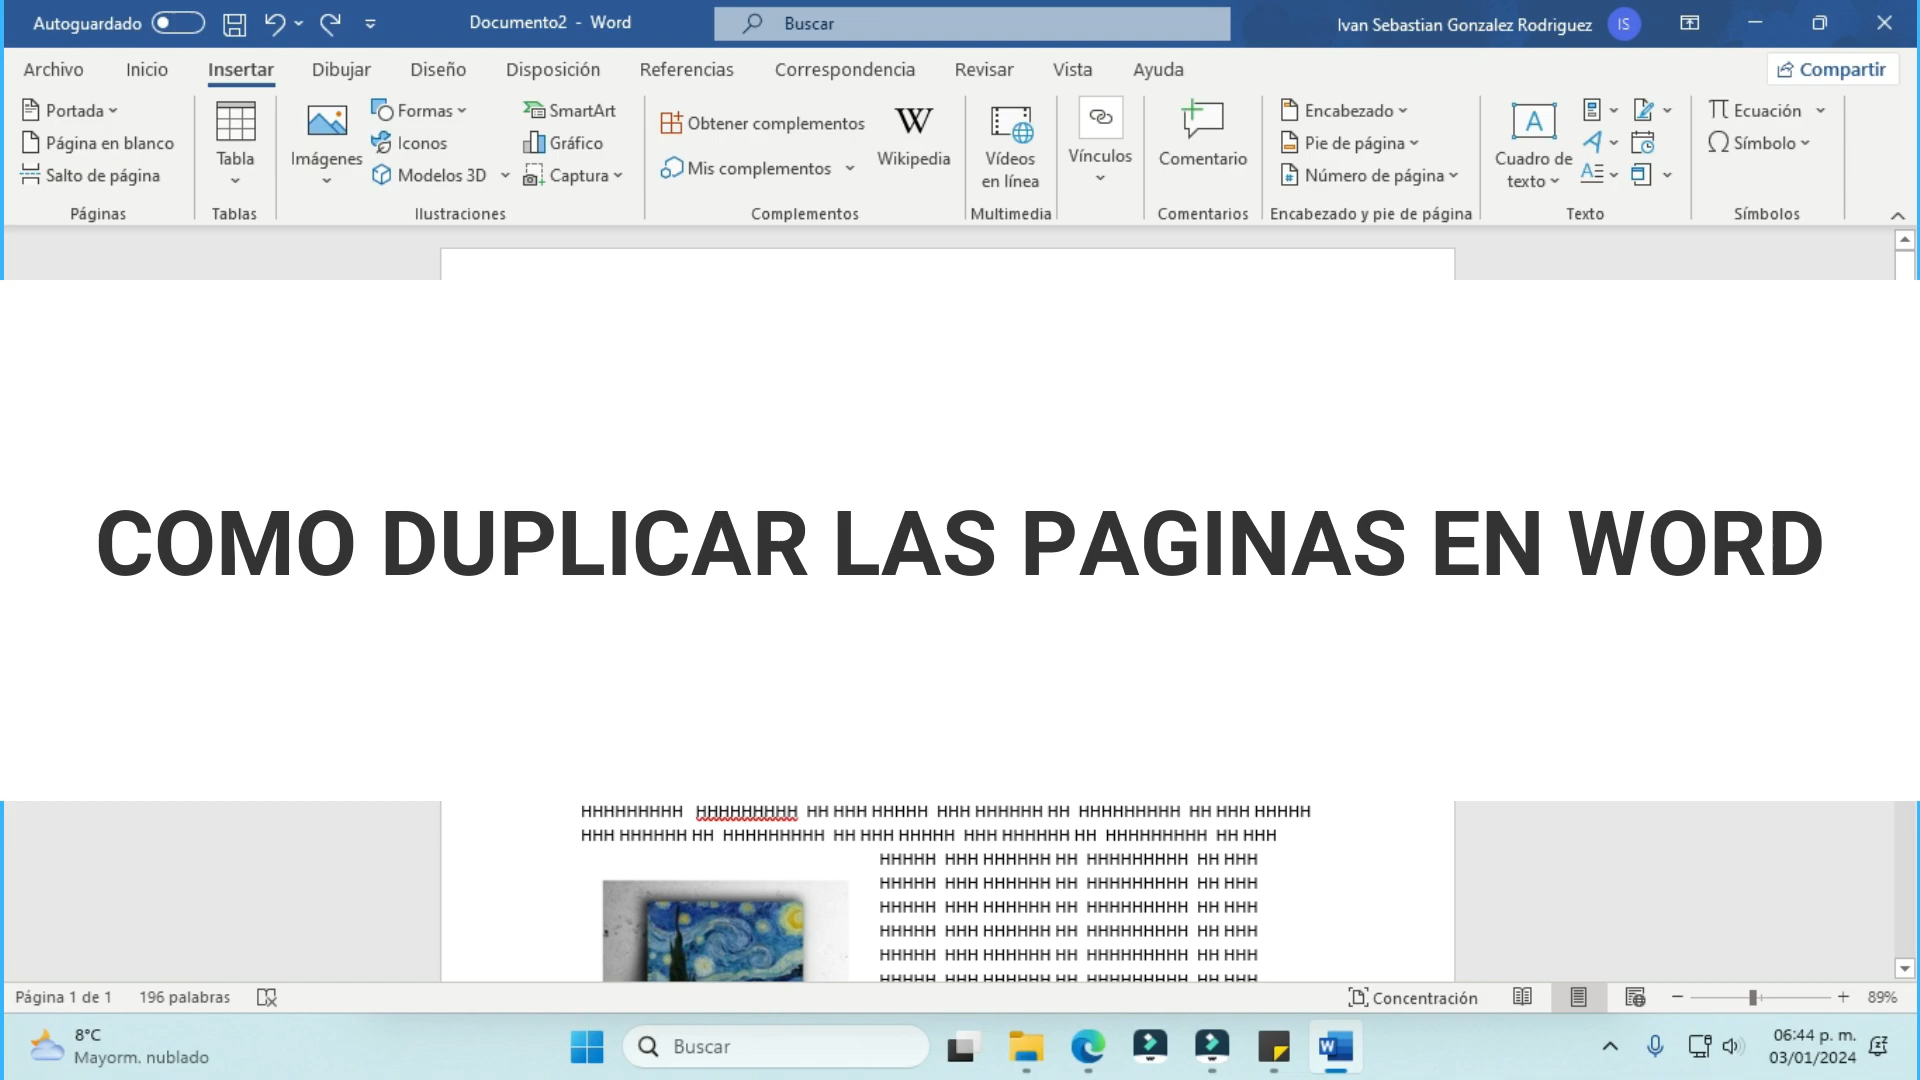 Autoguardado
Documento2 - Word
Buscar
Ivan Sebastian Gonzalez Rodriguez IS
Archivo Inicio Insertar Dibujar Diseño Disposición Referencias Correspondencia Revisar Vista Ayuda Compartir
Portada
Página en blanco
Salto de página
Páginas
Tabla
Tablas
Imágenes
Formas
Iconos
Modelos 3D
SmartArt
Gráfico
Captura
Ilustraciones
Obtener complementos
Mis complementos
W
Wikipedia
Complementos
Vídeos
en línea
Multimedia
Vínculos
Comentario
Comentarios
Encabezado
Pie de página
Número de página
Encabezado y pie de página
A
Cuadro de
texto
Texto
Ecuación
Símbolo
Símbolos
COMO DUPLICAR LAS PAGINAS EN WORD
HHHHHHHHH HHHHHHHHH HH HHH HHHHH HHH HHHHHH HH HHHHHHHHH HH HHH HHHHH
HHH HHHHHH HH HHHHHHHHH HH HHH HHHHH HHH HHHHHH HH HHHHHHHHH HH HHH
HHHHH HHH HHHHHH HH HHHHHHHHH HH HHH
HHHHH HHH HHHHHH HH HHHHHHHHH HH HHH
HHHHH HHH HHHHHH HH HHHHHHHHH HH HHH
HHHHH HHH HHHHHH HH HHHHHHHHH HH HHH
HHHHH HHH HHHHHH HH HHHHHHHHH HH HHH
HHHHH HHH HHHHHH HH HHHHHHHHH HH HHH
Página 1 de 1 196 palabras Concentración 89%
8°C
Mayorm. nublado
Buscar
W
06:44 p. m.
03/01/2024